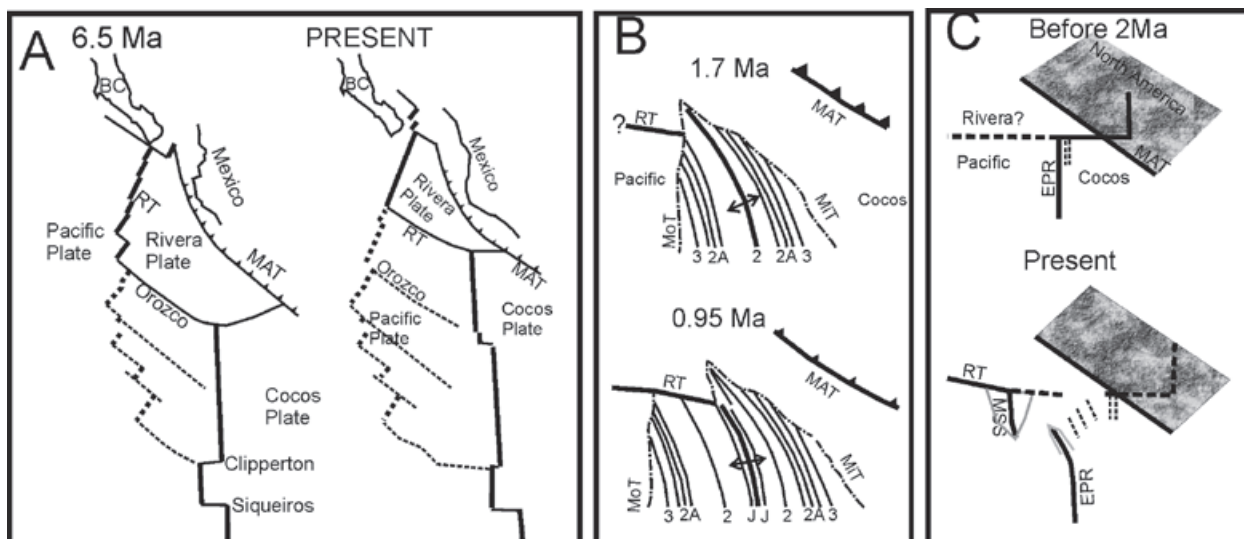 A
6.5 Ma
PRESENT
BC
Mexico
RT
Pacific
Plate
Rivera
Plate
MAT
Orozco
Cocos
Plate
Clipperton
Siqueiros
BC
Mexico
Rivera
Plate
RT
MAT
Orozco
Pacific
Plate
Cocos
Plate
B
1.7 Ma
MAT
? RT
Pacific
Cocos
MoT
MiT
3 2A 2 2A 3
0.95 Ma
MAT
RT
MoT
MiT
3 2A 2 J J 2 2A 3
C
Before 2Ma
North America
Rivera?
Pacific
MAT
EPR
Cocos
Present
RT
MSS
EPR